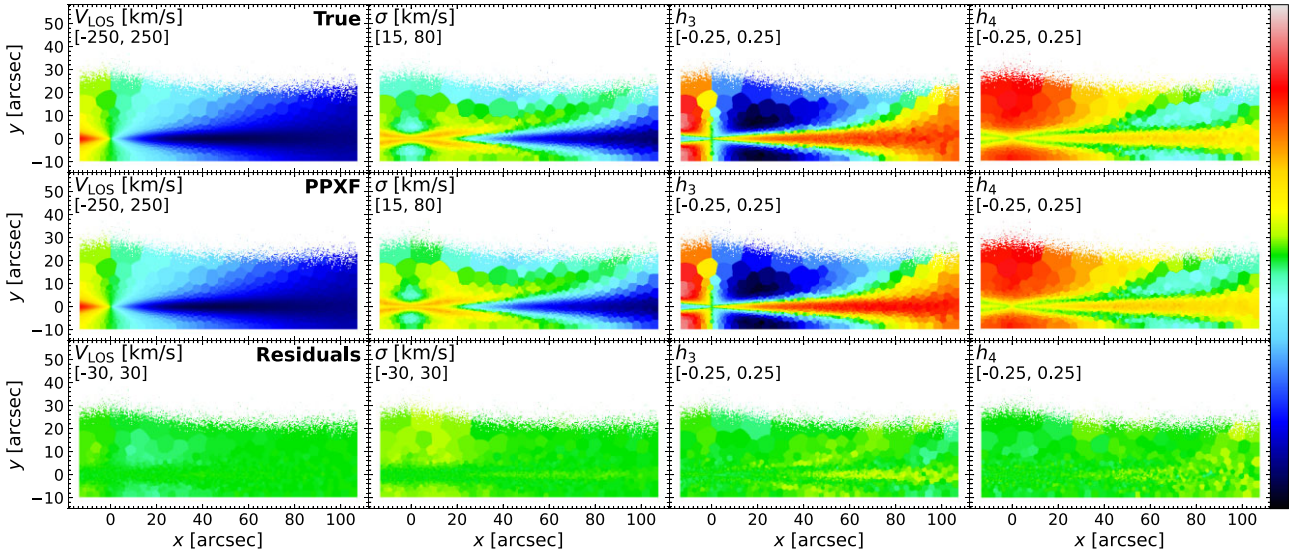 V_LOS [km/s] True σ [km/s] h_3 h_4
[-250, 250] [15, 80] [-0.25, 0.25] [-0.25, 0.25]
y [arcsec] 50 40 30 20 10 0 −10
V_LOS [km/s] PPXF σ [km/s] h_3 h_4
[-250, 250] [15, 80] [-0.25, 0.25] [-0.25, 0.25]
y [arcsec] 50 40 30 20 10 0 −10
V_LOS [km/s] Residuals σ [km/s] h_3 h_4
[-30, 30] [-30, 30] [-0.25, 0.25] [-0.25, 0.25]
y [arcsec] 50 40 30 20 10 0 −10
0 20 40 60 80 100 0 20 40 60 80 100 0 20 40 60 80 100 0 20 40 60 80 100
x [arcsec] x [arcsec] x [arcsec] x [arcsec]